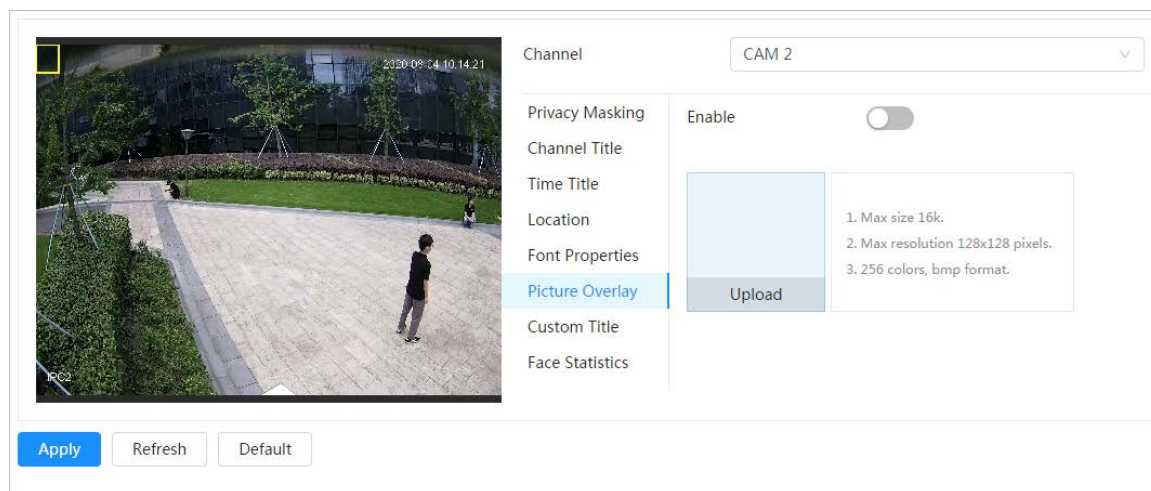 2020-09-04 10:14:21
IPC2
Channel
CAM 2
Privacy Masking
Channel Title
Time Title
Location
Font Properties
Picture Overlay
Custom Title
Face Statistics
Enable
Upload
1. Max size 16k.
2. Max resolution 128x128 pixels.
3. 256 colors, bmp format.
Apply
Refresh
Default